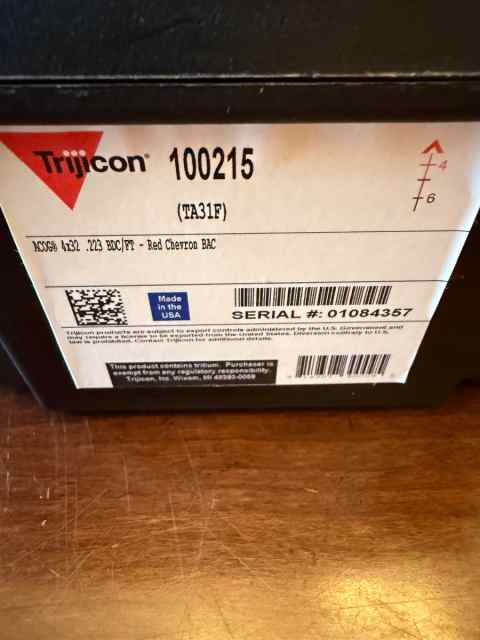 Trijicon® 100215
(TA31F)
4
6
ACOG® 4x32 .223 BDC/FT - Red Chevron BAC
Made
in the
USA
SERIAL #: 01084357
Trijicon products are subject to export controls administered by the U.S. Government and
may require a license to be exported from the United States. Diversion contrary to U.S.
law is prohibited. Contact Trijicon for additional details.
This product contains tritium. Purchaser is
exempt from any regulatory responsibility.
Trijicon, Inc. Wixom, MI 48393-0059